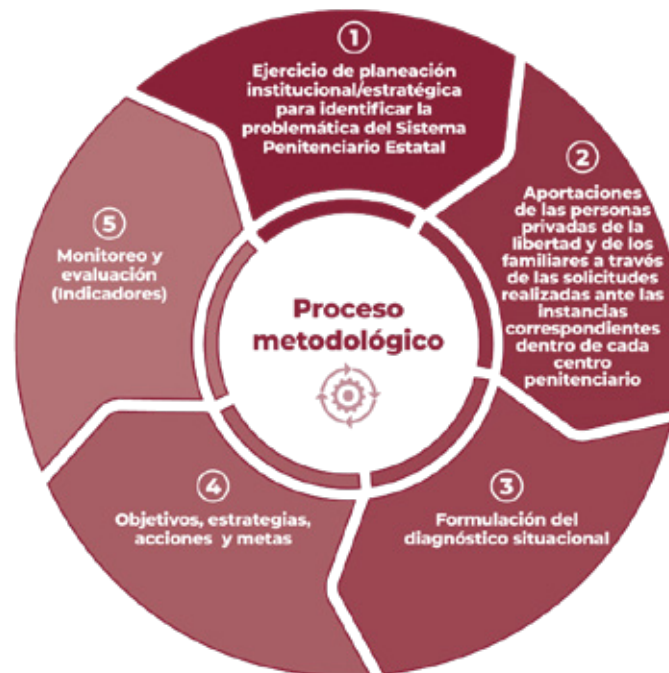 1
Ejercicio de planeación
institucional/estratégica
para identificar la
problemática del Sistema
Penitenciario Estatal
2
Aportaciones
de las personas
privadas de la
libertad y de los
familiares a través
de las solicitudes
realizadas ante las
instancias
correspondientes
dentro de cada
centro
penitenciario
3
Formulación del
diagnóstico situacional
4
Objetivos, estrategias,
acciones y metas
5
Monitoreo y
evaluación
(Indicadores)
Proceso
metodológico